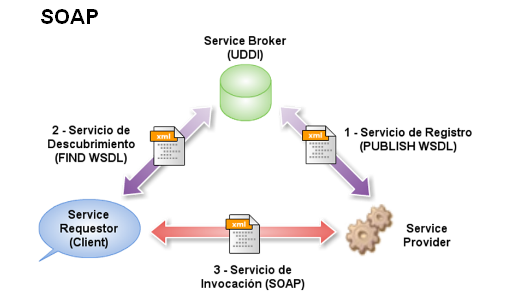 SOAP
Service Broker
(UDDI)
2 - Servicio de
Descubrimiento
(FIND WSDL)
xml
xml
1 - Servicio de Registro
(PUBLISH WSDL)
Service
Requestor
(Client)
xml
Service
Provider
3 - Servicio de
Invocación (SOAP)